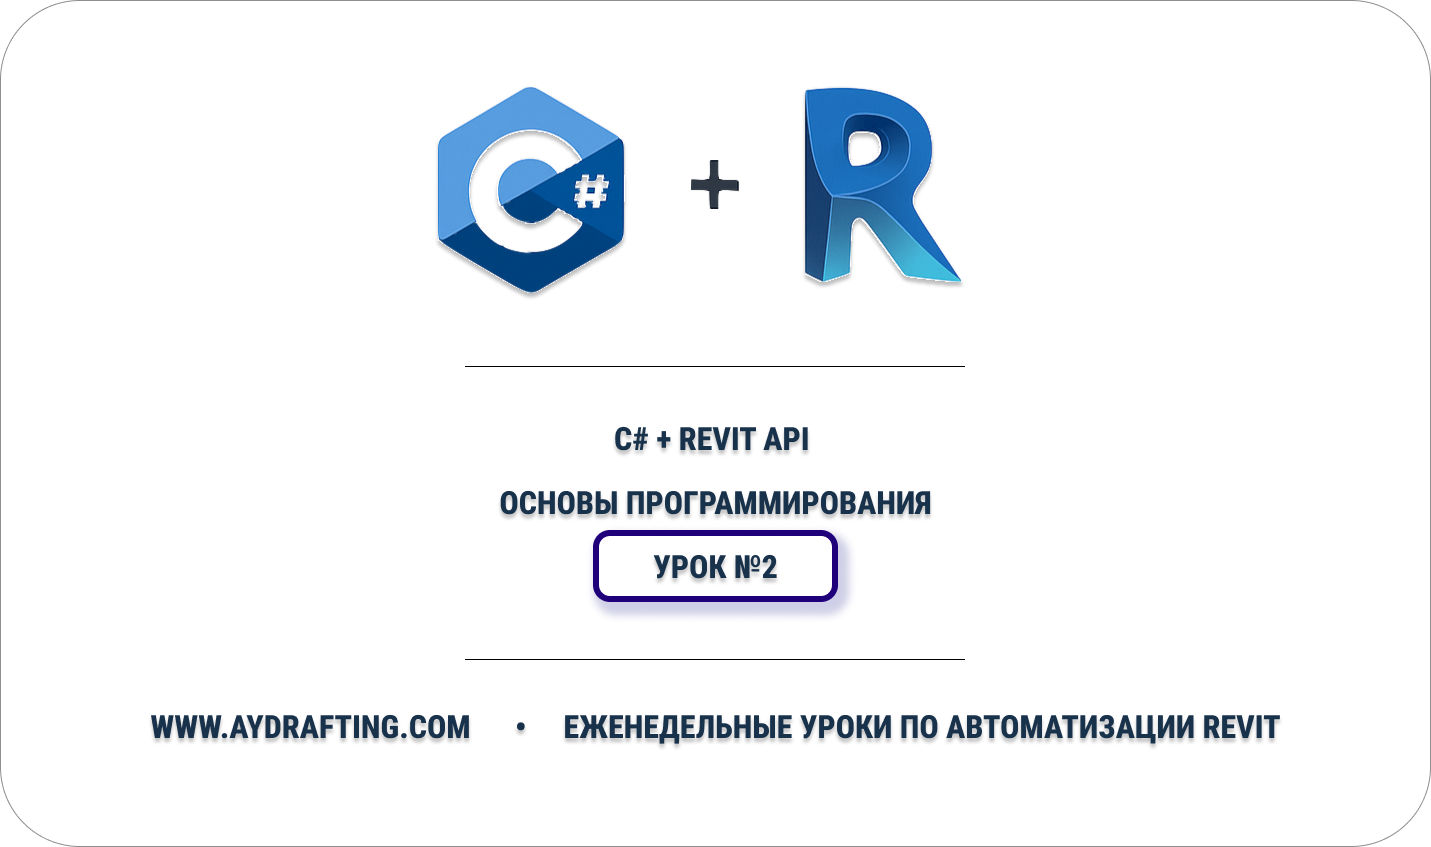 C#
+
R
C# + REVIT API
ОСНОВЫ ПРОГРАММИРОВАНИЯ
УРОК №2
WWW.AYDRAFTING.COM • ЕЖЕНЕДЕЛЬНЫЕ УРОКИ ПО АВТОМАТИЗАЦИИ REVIT